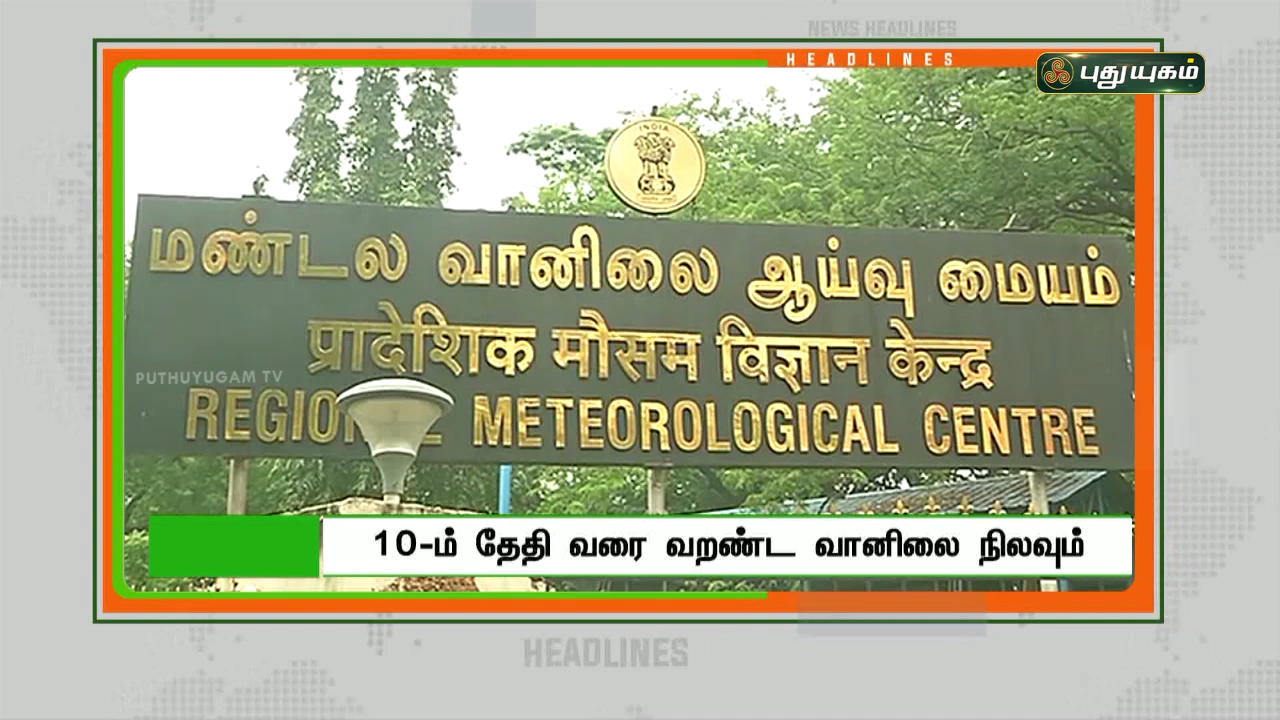 NEWS HEADLINES
HEADLINES
புதுயுகம்
INDIA
மண்டல வானிலை ஆய்வு மையம்
प्रादेशिक मौसम विज्ञान केन्द्र
PUTHUYUGAM TV
METEOROLOGICAL CENTRE
10-ம் தேதி வரை வறண்ட வானிலை நிலவும்
HEADLINES